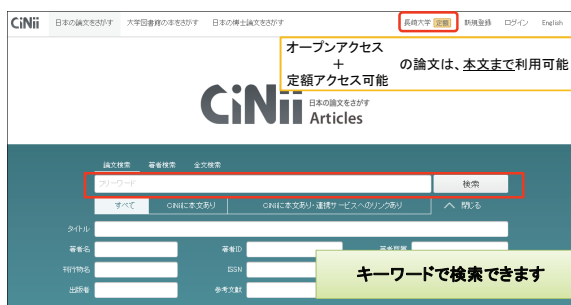 CiNii 日本の論文をさがす 大学図書館の本をさがす 日本の博士論文をさがす 長崎大学 定額 新規登録 ログイン English
オープンアクセス
+
定額アクセス可能
の論文は、本文まで利用可能
CiNii 日本の論文をさがす
Articles
論文検索 著者検索 全文検索
フリーワード 検索
すべて CiNiiに本文あり CiNiiに本文あり・連携サービスへのリンクあり 閉じる
タイトル
著者名 著者ID 著者所属
刊行物名 ISSN
出版者 参考文献
キーワードで検索できます